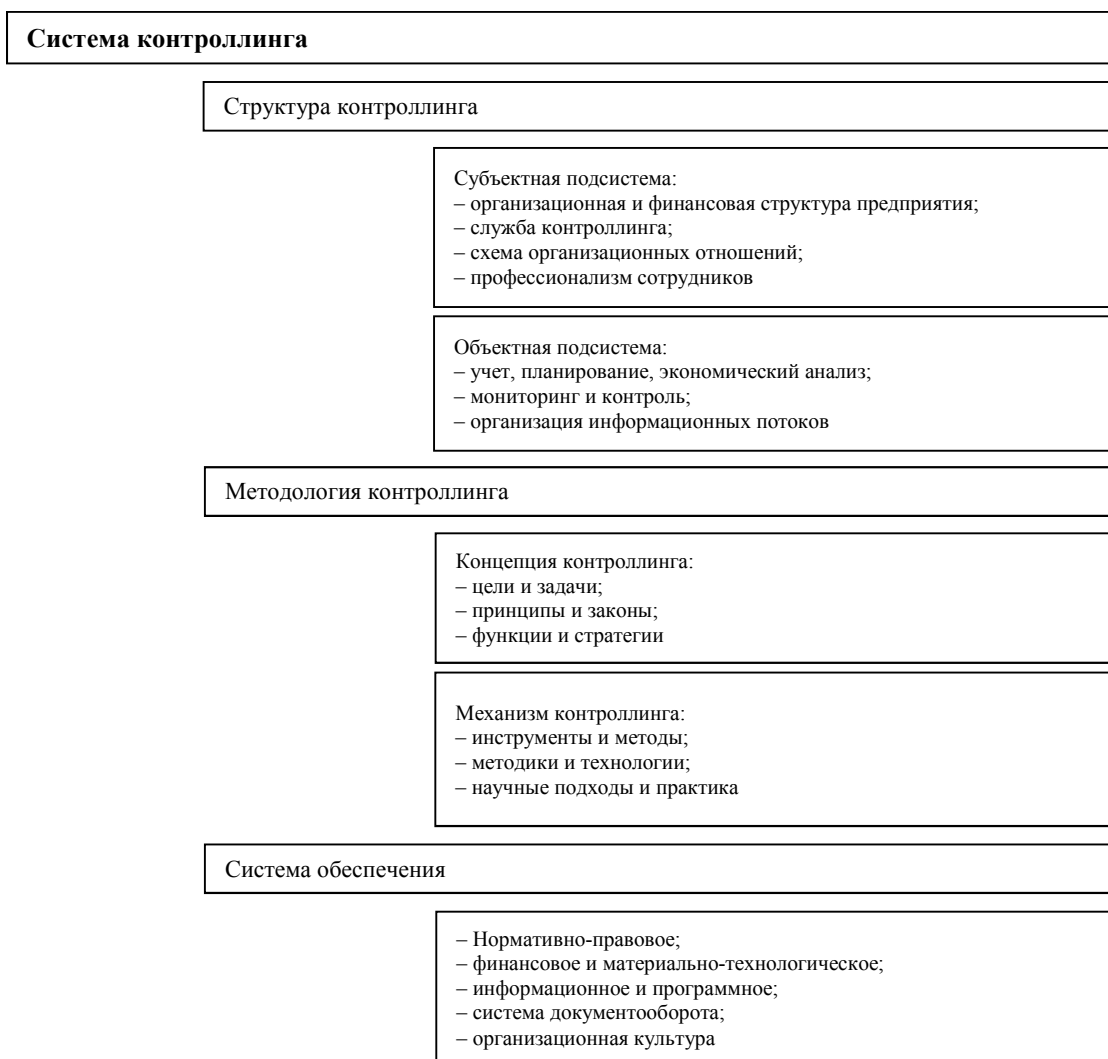 Система контроллинга
Структура контроллинга
Субъектная подсистема:
– организационная и финансовая структура предприятия;
– служба контроллинга;
– схема организационных отношений;
– профессионализм сотрудников
Объектная подсистема:
– учет, планирование, экономический анализ;
– мониторинг и контроль;
– организация информационных потоков
Методология контроллинга
Концепция контроллинга:
– цели и задачи;
– принципы и законы;
– функции и стратегии
Механизм контроллинга:
– инструменты и методы;
– методики и технологии;
– научные подходы и практика
Система обеспечения
– Нормативно-правовое;
– финансовое и материально-технологическое;
– информационное и программное;
– система документооборота;
– организационная культура